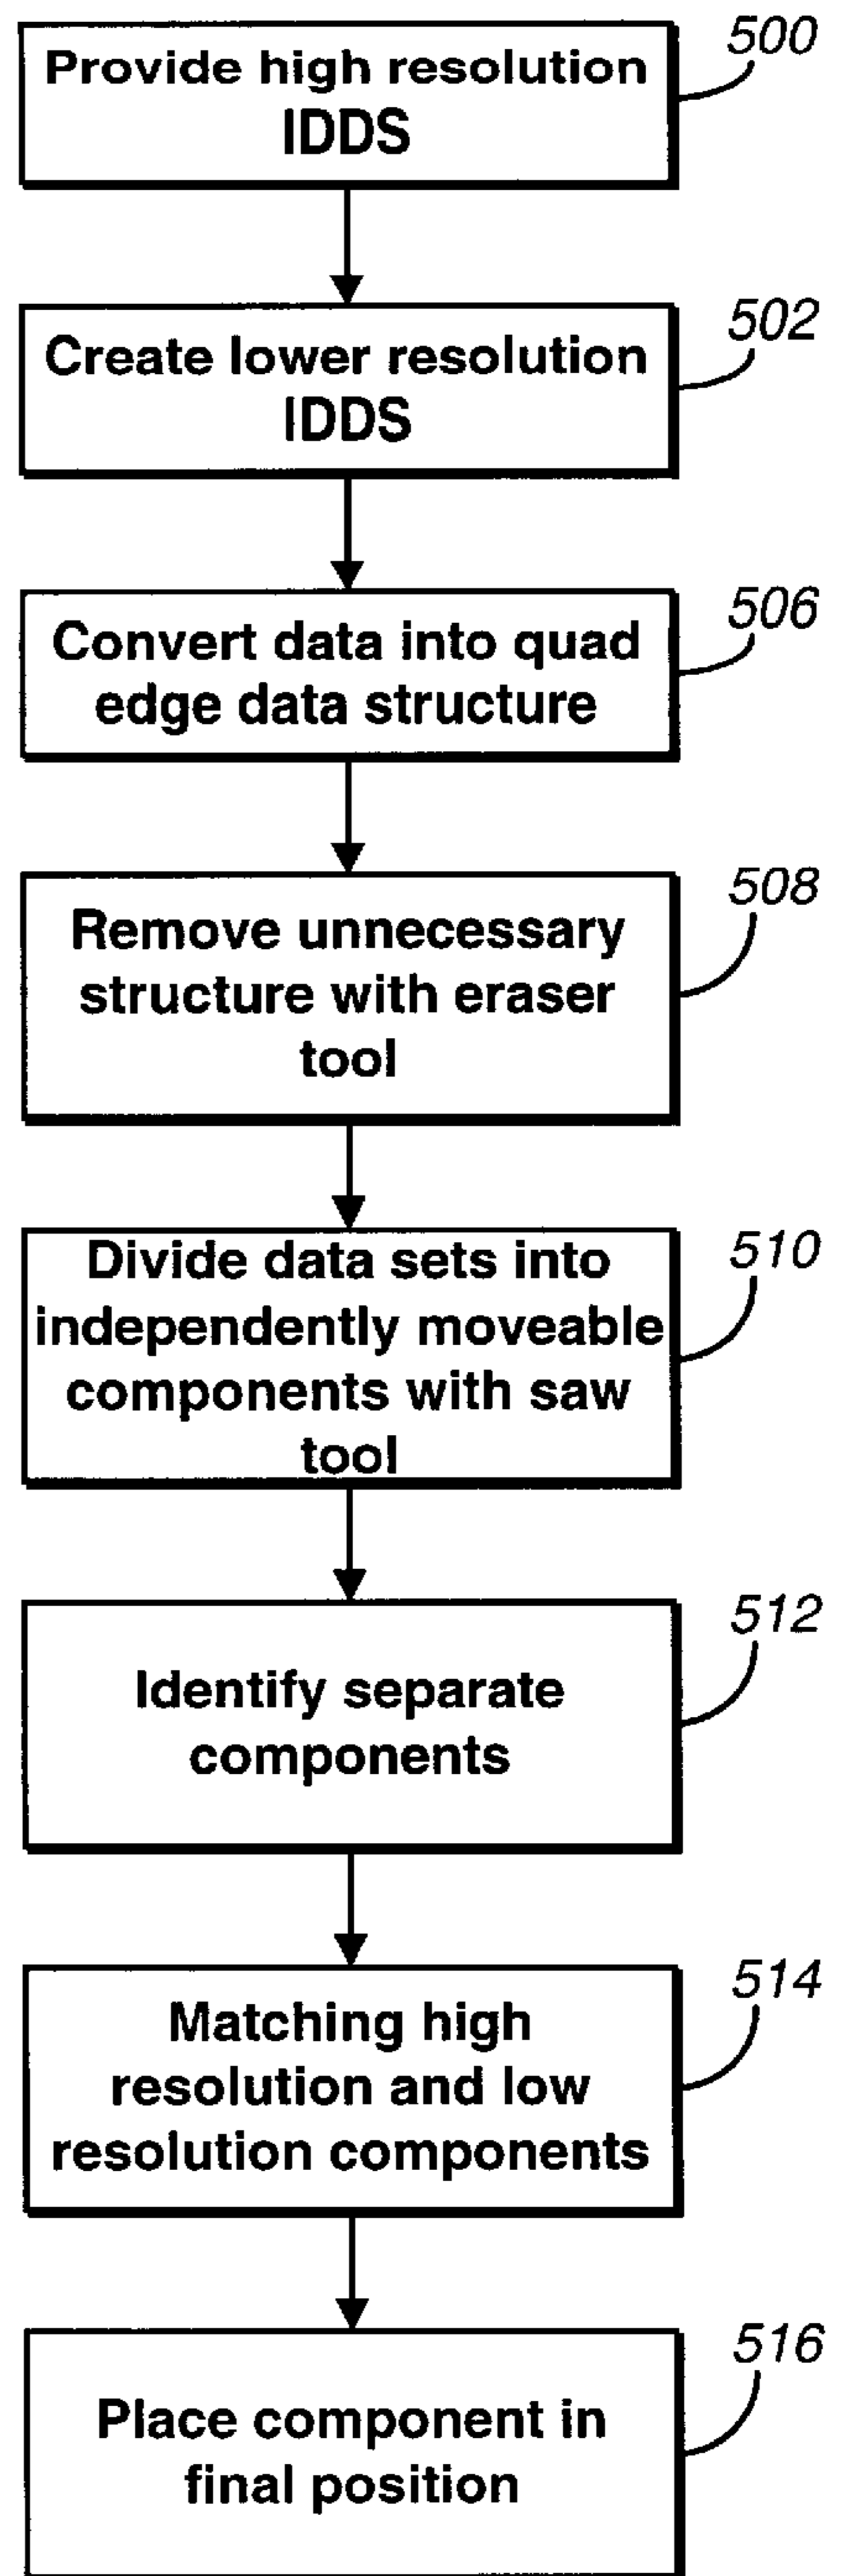 Provide high resolution
IDDS
500
Create lower resolution
IDDS
502
Convert data into quad
edge data structure
506
Remove unnecessary
structure with eraser
tool
508
Divide data sets into
independently moveable
components with saw
tool
510
Identify separate
components
512
Matching high
resolution and low
resolution components
514
Place component in
final position
516